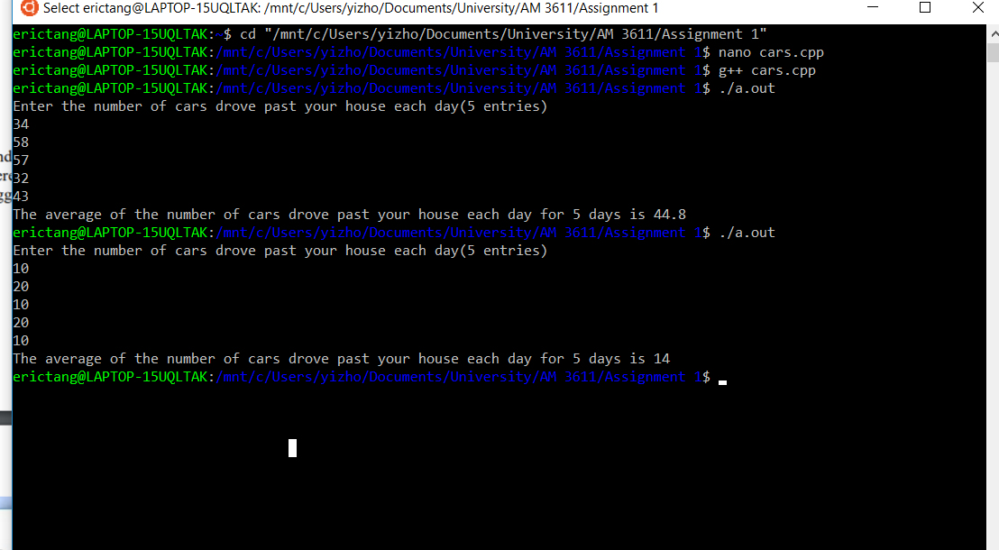 Select erictang@LAPTOP-15UQLTAK: /mnt/c/Users/yizho/Documents/University/AM 3611/Assignment 1
erictang@LAPTOP-15UQLTAK:~$ cd "/mnt/c/Users/yizho/Documents/University/AM 3611/Assignment 1"
erictang@LAPTOP-15UQLTAK:/mnt/c/Users/yizho/Documents/University/AM 3611/Assignment 1$ nano cars.cpp
erictang@LAPTOP-15UQLTAK:/mnt/c/Users/yizho/Documents/University/AM 3611/Assignment 1$ g++ cars.cpp
erictang@LAPTOP-15UQLTAK:/mnt/c/Users/yizho/Documents/University/AM 3611/Assignment 1$ ./a.out
Enter the number of cars drove past your house each day(5 entries)
34
58
57
32
43
The average of the number of cars drove past your house each day for 5 days is 44.8
erictang@LAPTOP-15UQLTAK:/mnt/c/Users/yizho/Documents/University/AM 3611/Assignment 1$ ./a.out
Enter the number of cars drove past your house each day(5 entries)
10
20
10
20
10
The average of the number of cars drove past your house each day for 5 days is 14
erictang@LAPTOP-15UQLTAK:/mnt/c/Users/yizho/Documents/University/AM 3611/Assignment 1$